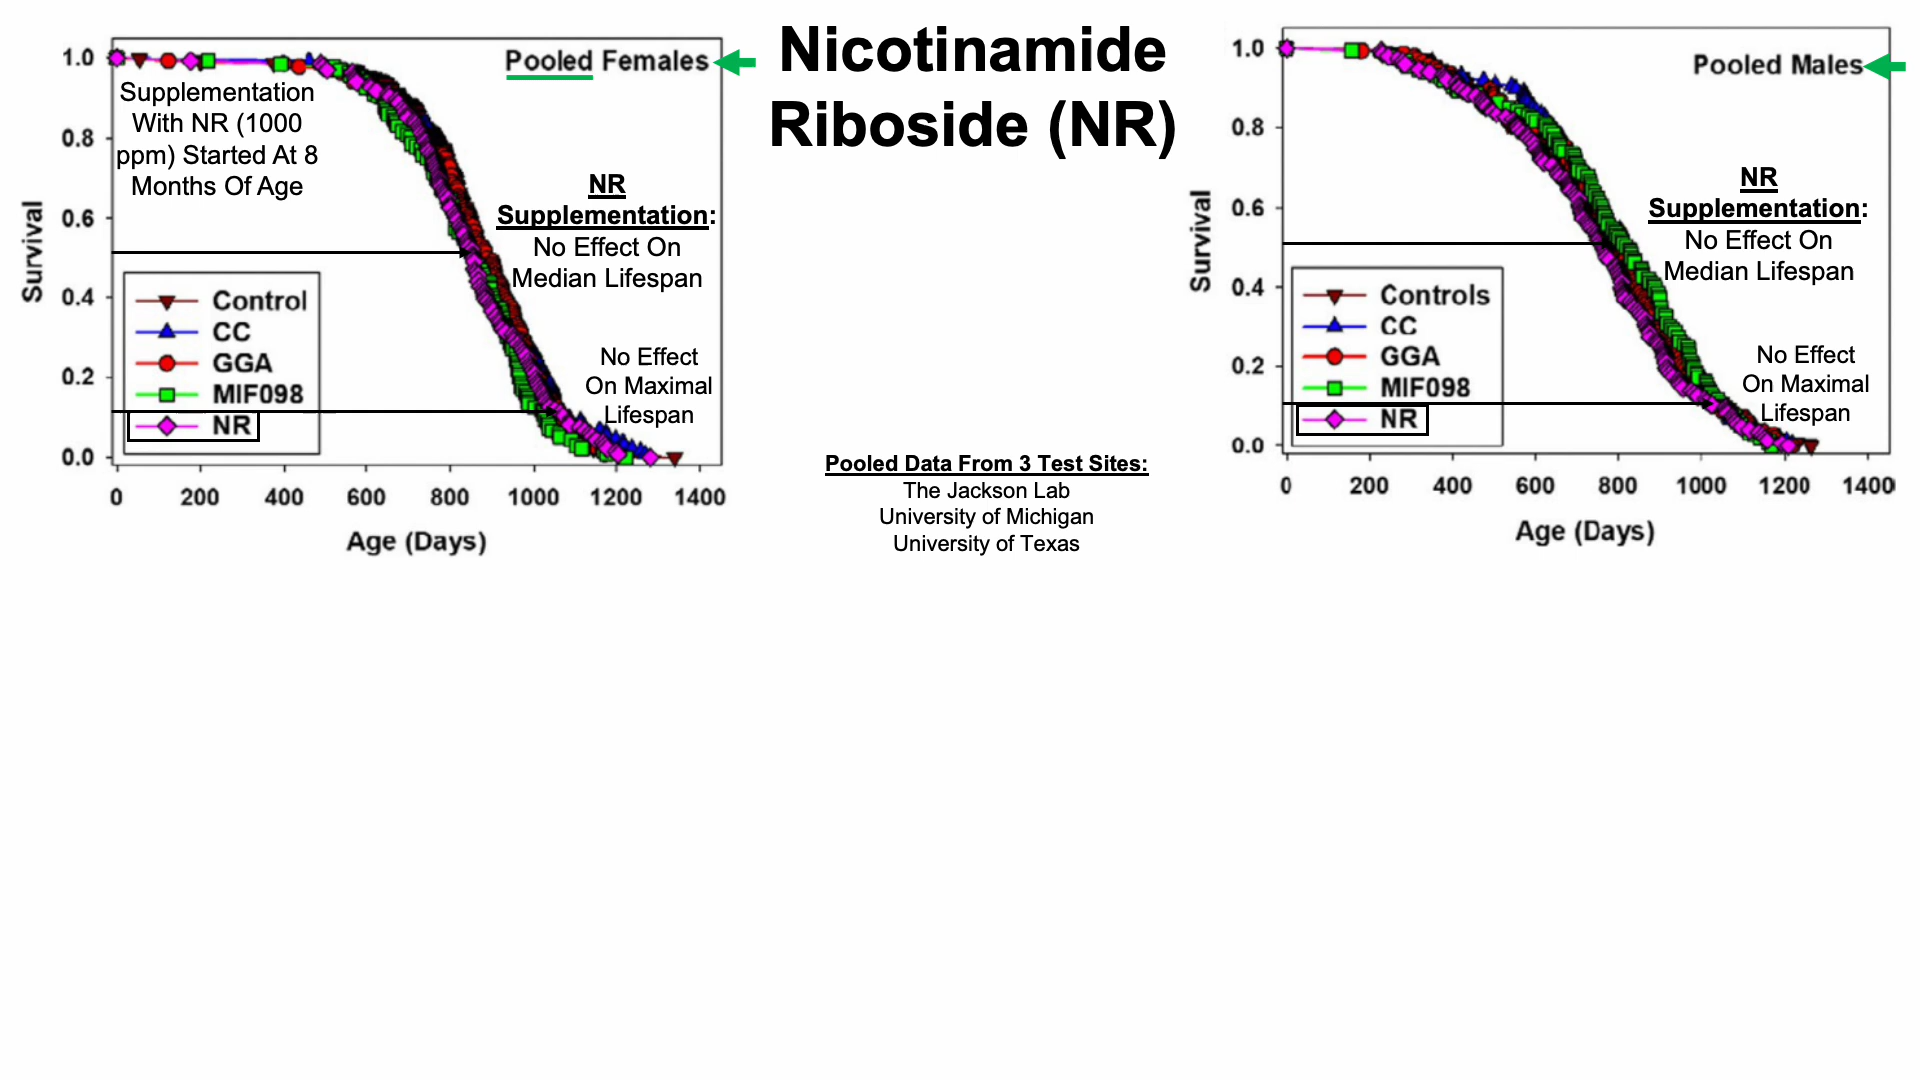 Nicotinamide
Riboside (NR)
Pooled Females
Supplementation
With NR (1000
ppm) Started At 8
Months Of Age
NR
Supplementation:
No Effect On
Median Lifespan
No Effect
On Maximal
Lifespan
Survival
1.0
0.8
0.6
0.4
0.2
0.0
Control
CC
GGA
MIF098
NR
0 200 400 600 800 1000 1200 1400
Age (Days)
Pooled Data From 3 Test Sites:
The Jackson Lab
University of Michigan
University of Texas
Pooled Males
NR
Supplementation:
No Effect On
Median Lifespan
No Effect
On Maximal
Lifespan
Survival
1.0
0.8
0.6
0.4
0.2
0.0
Controls
CC
GGA
MIF098
NR
0 200 400 600 800 1000 1200 1400
Age (Days)